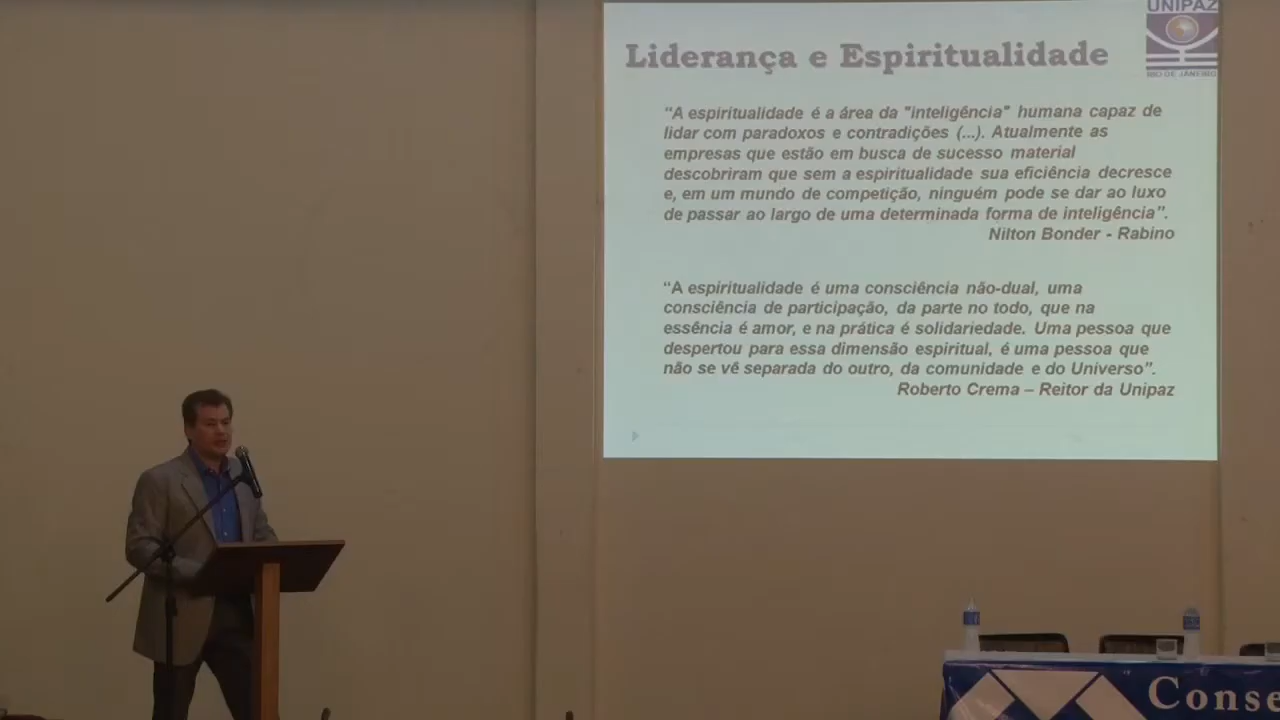 UNIPAZ
RIO DE JANEIRO
Liderança e Espiritualidade
“A espiritualidade é a área da "inteligência" humana capaz de
lidar com paradoxos e contradições (...). Atualmente as
empresas que estão em busca de sucesso material
descobriram que sem a espiritualidade sua eficiência decresce
e, em um mundo de competição, ninguém pode se dar ao luxo
de passar ao largo de uma determinada forma de inteligência”.
Nilton Bonder - Rabino
“A espiritualidade é uma consciência não-dual, uma
consciência de participação, da parte no todo, que na
essência é amor, e na prática é solidariedade. Uma pessoa que
despertou para essa dimensão espiritual, é uma pessoa que
não se vê separada do outro, da comunidade e do Universo”.
Roberto Crema – Reitor da Unipaz
Conse